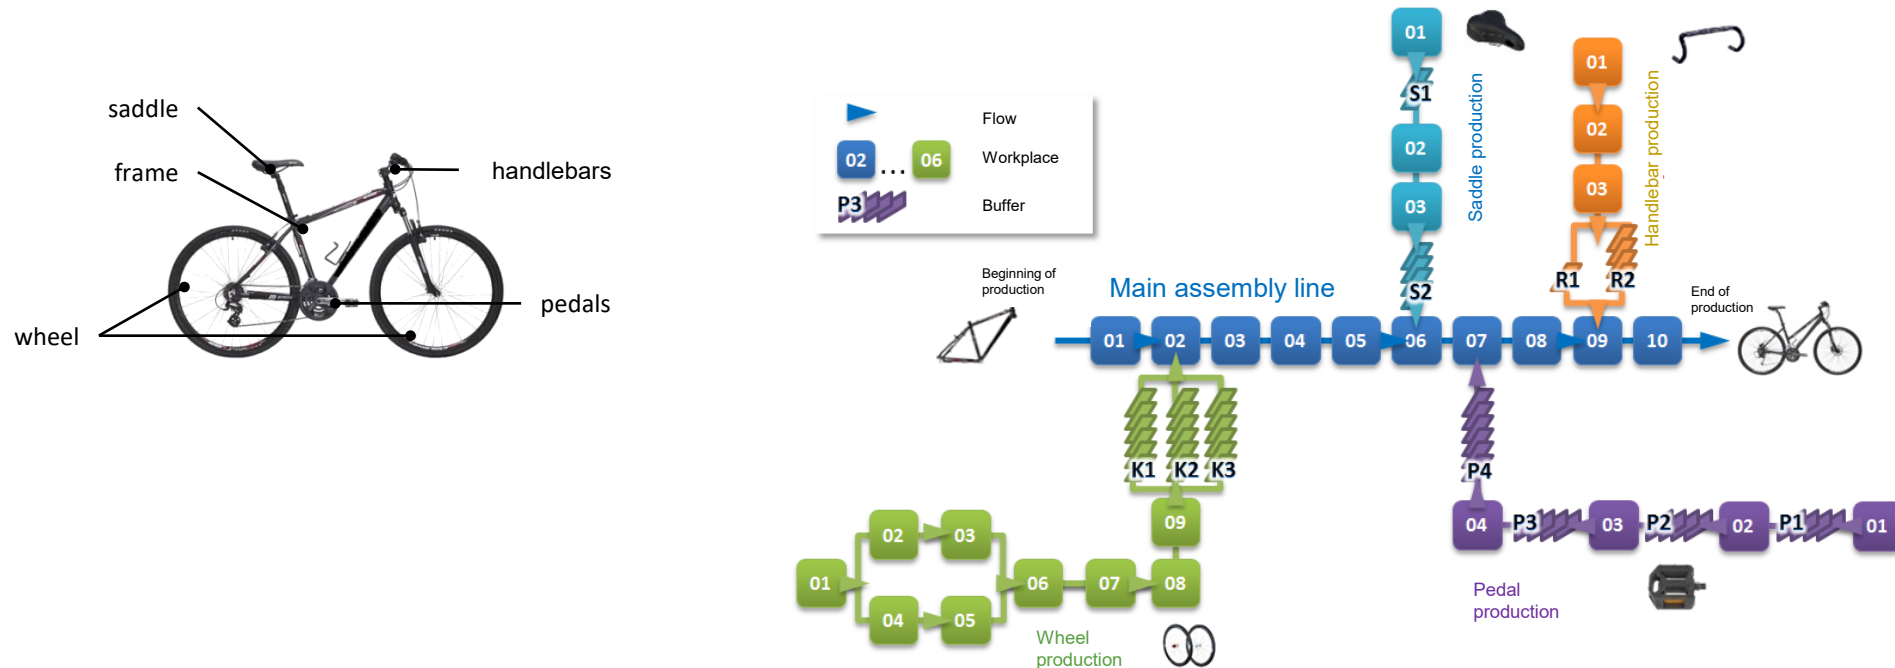 saddle
frame
handlebars
pedals
wheel
Flow
02 ... 06
Workplace
P3
Buffer
01
S1
02
03
S2
Saddle production
01
02
03
R1
R2
Handlebar production
Beginning of
production
Main assembly line
01
02
03
04
05
06
07
08
09
10
End of
production
K1
K2
K3
09
02
03
01
06
07
08
04
05
Wheel
production
P4
04
P3
03
P2
02
P1
01
Pedal
production